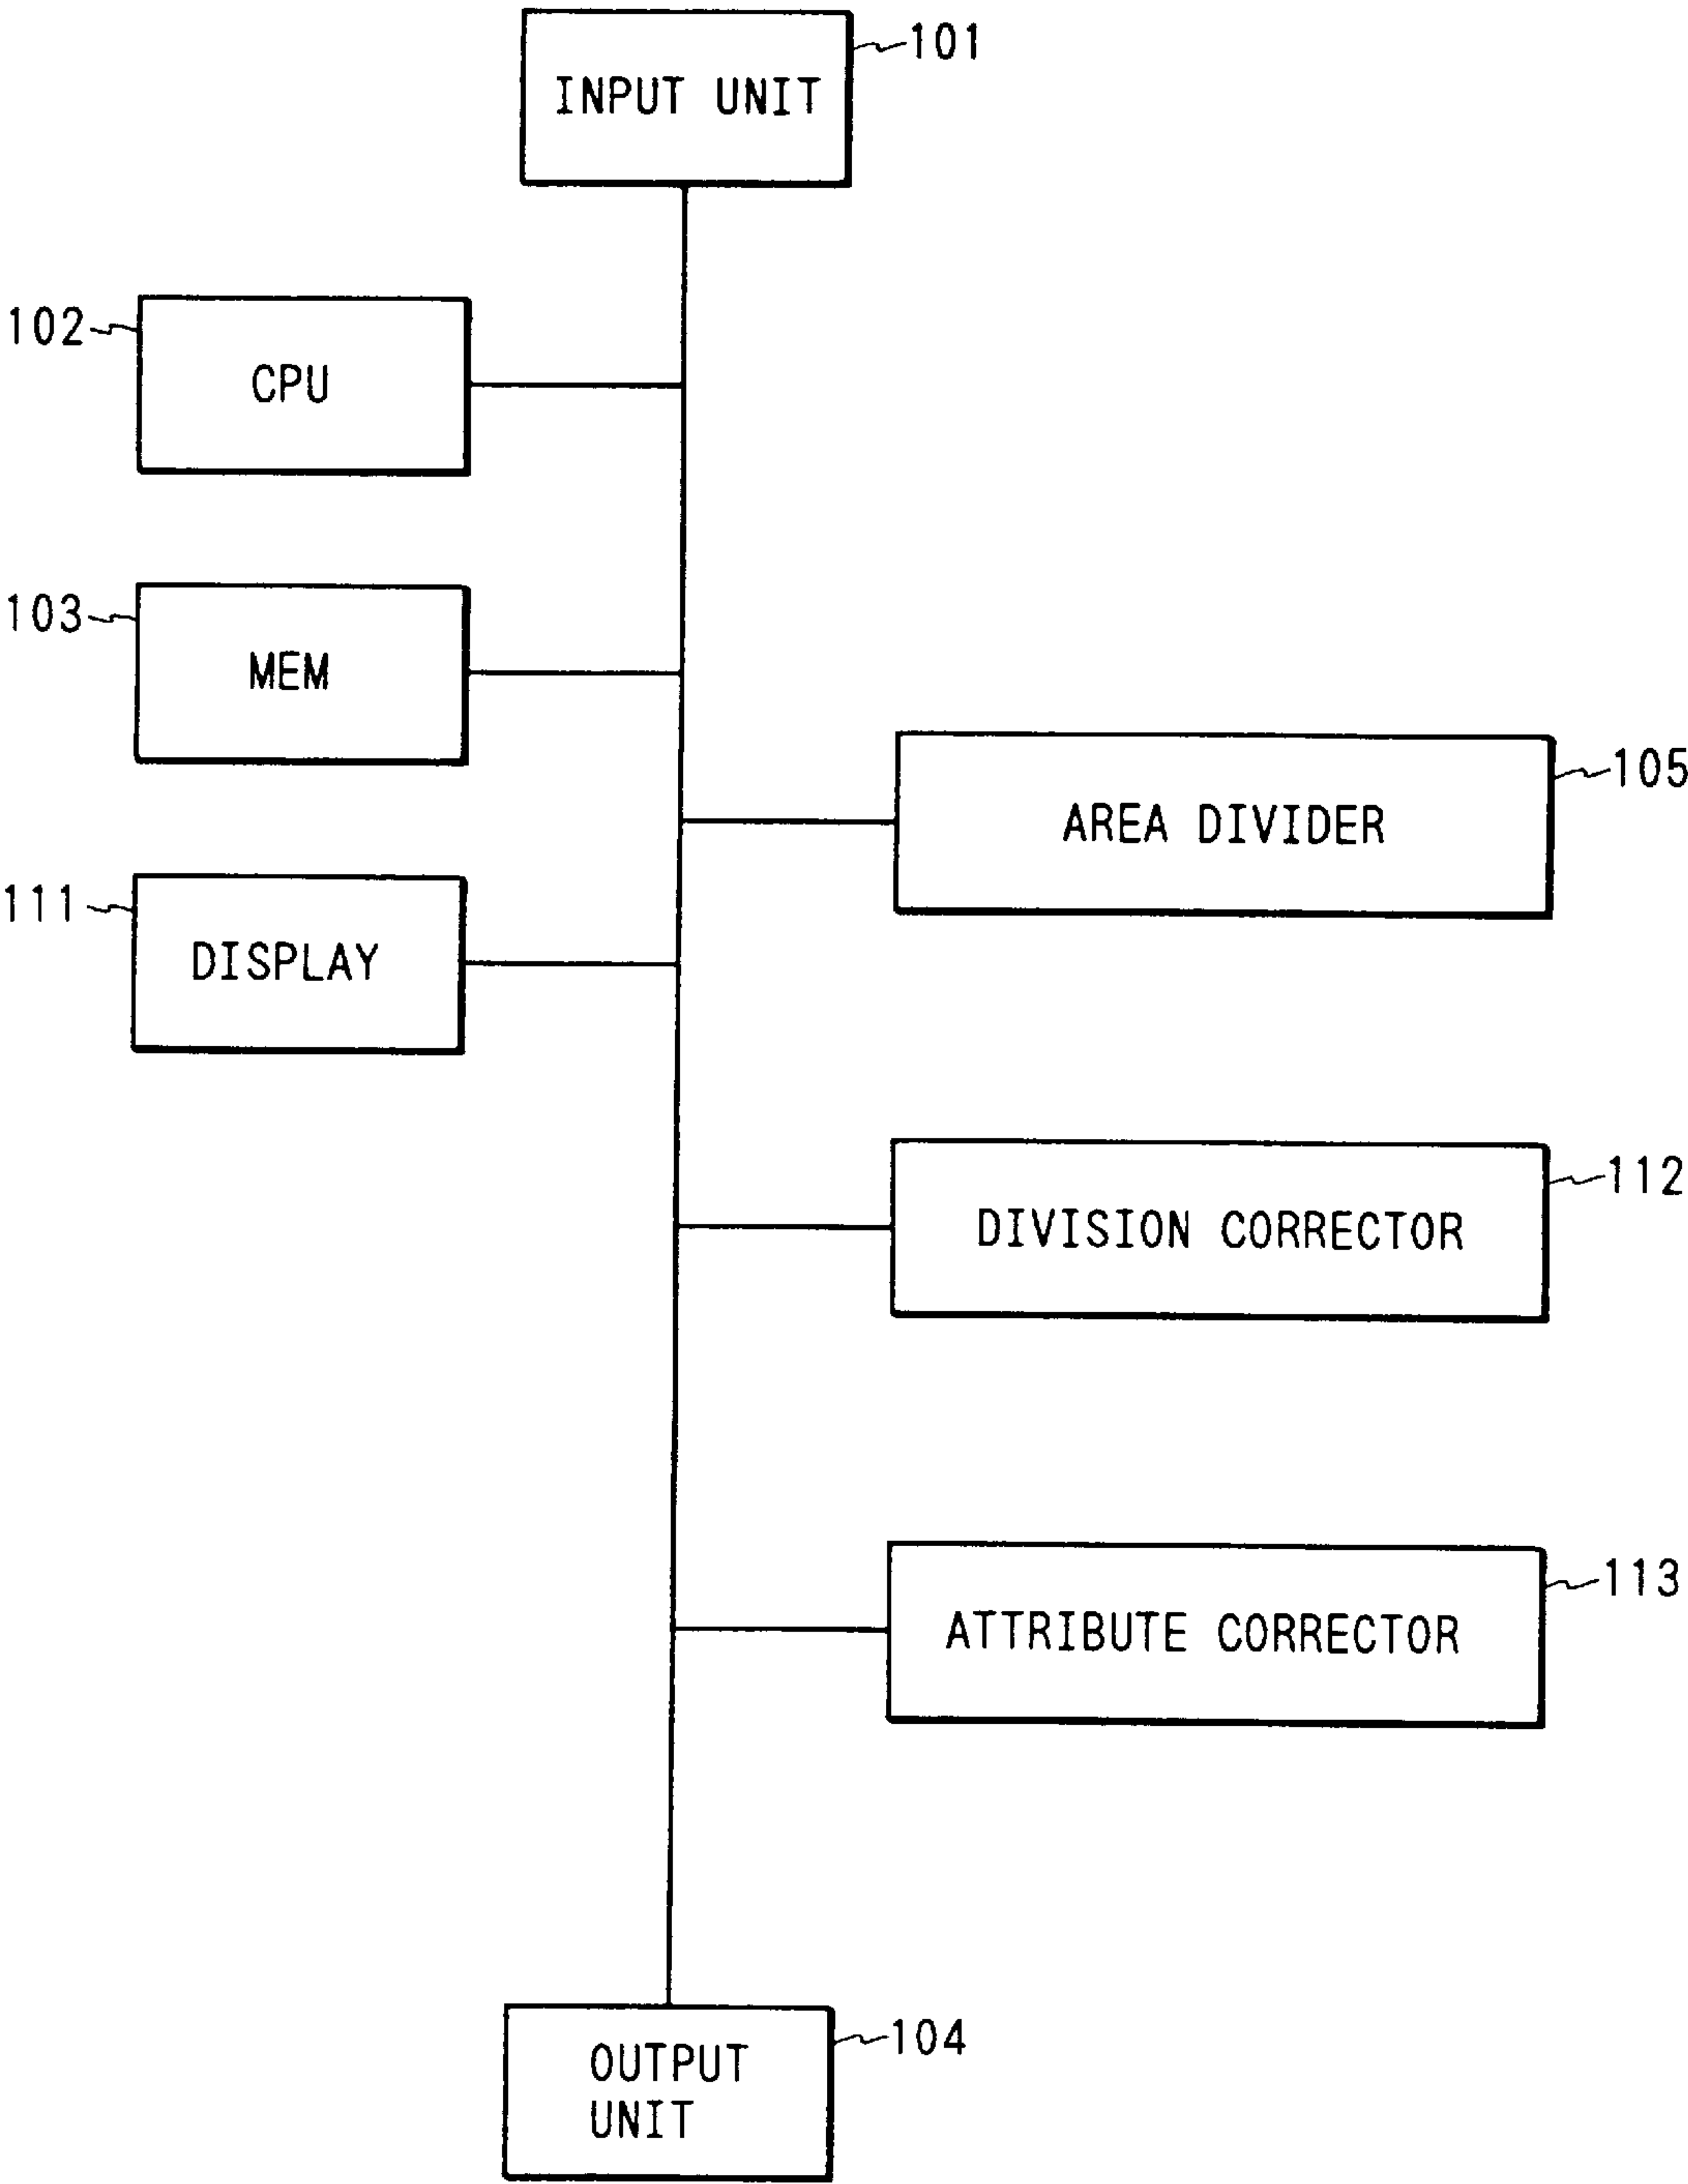 101
INPUT UNIT
102
CPU
103
MEM
105
AREA DIVIDER
111
DISPLAY
112
DIVISION CORRECTOR
113
ATTRIBUTE CORRECTOR
104
OUTPUT
UNIT